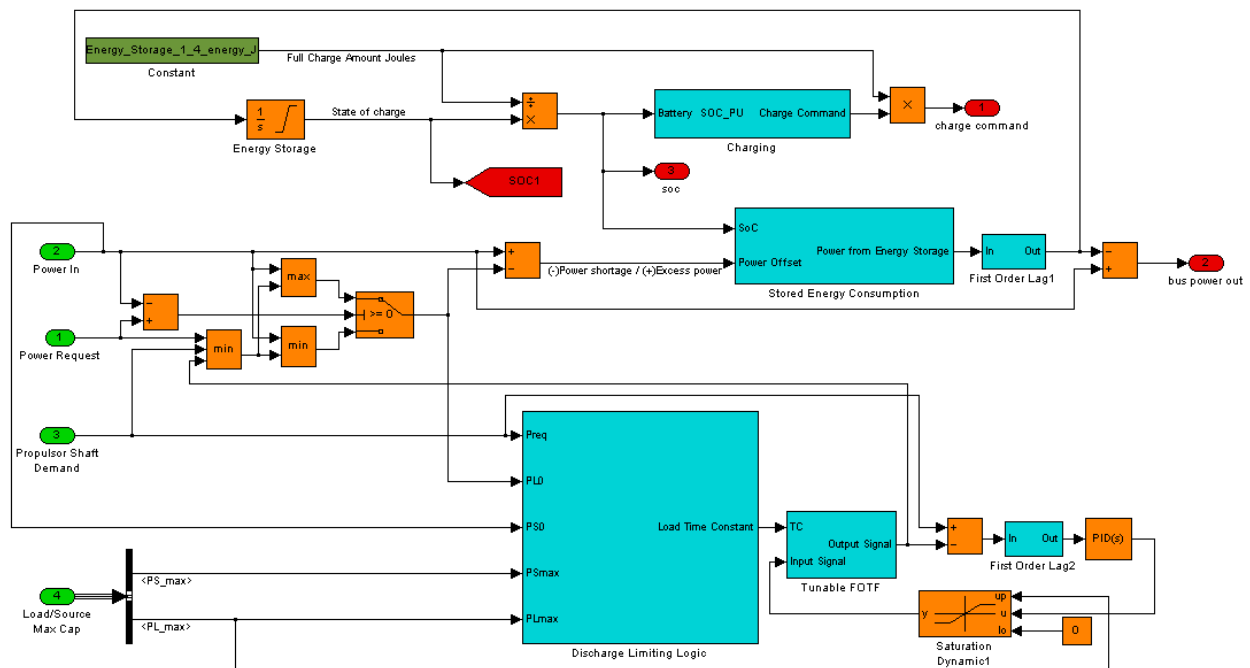 Energy_Storage_1_4_energy_J
Full Charge Amount Joules
Constant
1
s
State of charge
Energy Storage
÷
×
Battery SOC_PU Charge Command
Charging
×
1
charge command
SOC1
3
soc
2
Power In
+
−
(-)Power shortage / (+)Excess power
SoC
Power from Energy Storage
Power Offset
Stored Energy Consumption
In Out
First Order Lag1
−
+
2
bus power out
max
>= 0
−
+
1
Power Request
min
min
3
Propulsor Shaft
Demand
Preq
PL0
PS0
Load Time Constant
PSmax
PLmax
Discharge Limiting Logic
TC
Output Signal
Input Signal
Tunable FOTF
+
−
In Out
First Order Lag2
PID(s)
4
Load/Source
Max Cap
<PS_max>
<PL_max>
up
y u
lo
Saturation
Dynamic1
0